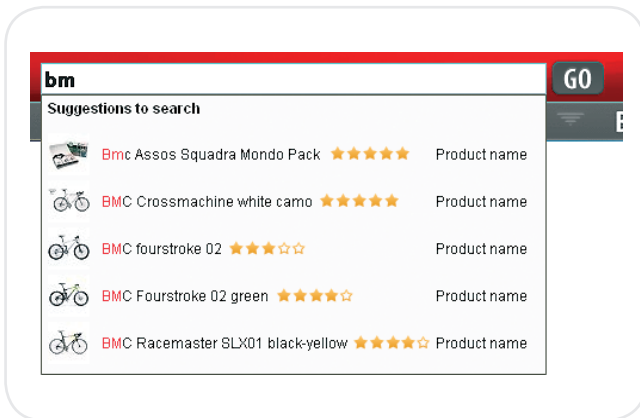 bm
GO
Suggestions to search
Bmc Assos Squadra Mondo Pack Product name
BMC Crossmachine white camo Product name
BMC fourstroke 02 Product name
BMC Fourstroke 02 green Product name
BMC Racemaster SLX01 black-yellow Product name